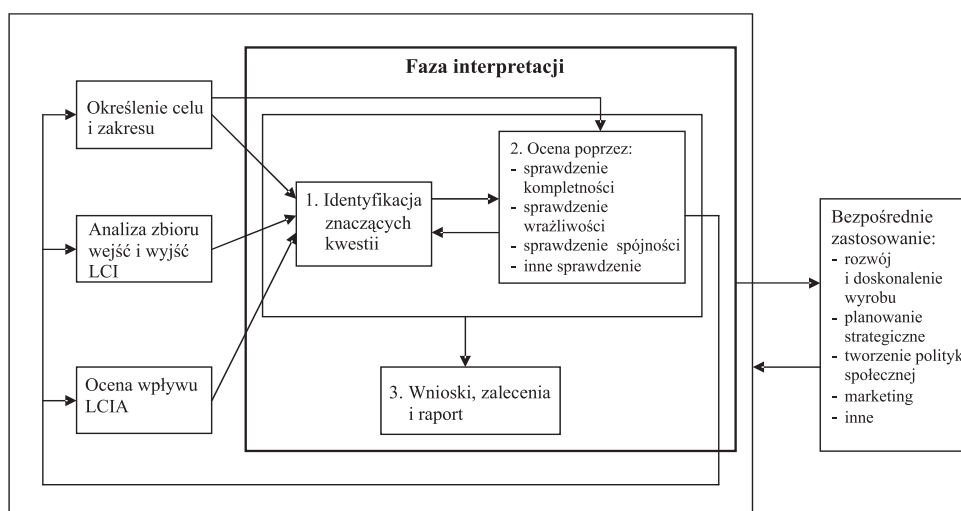 Faza interpretacji
Określenie celu
i zakresu
Analiza zbioru
wejść i wyjść
LCI
Ocena wpływu
LCIA
1. Identyfikacja
znaczących
kwestii
2. Ocena poprzez:
- sprawdzenie
kompletności
- sprawdzenie
wrażliwości
- sprawdzenie spójności
- inne sprawdzenie
3. Wnioski, zalecenia
i raport
Bezpośrednie
zastosowanie:
- rozwój
i doskonalenie
wyrobu
- planowanie
strategiczne
- tworzenie polityk
społecznej
- marketing
- inne